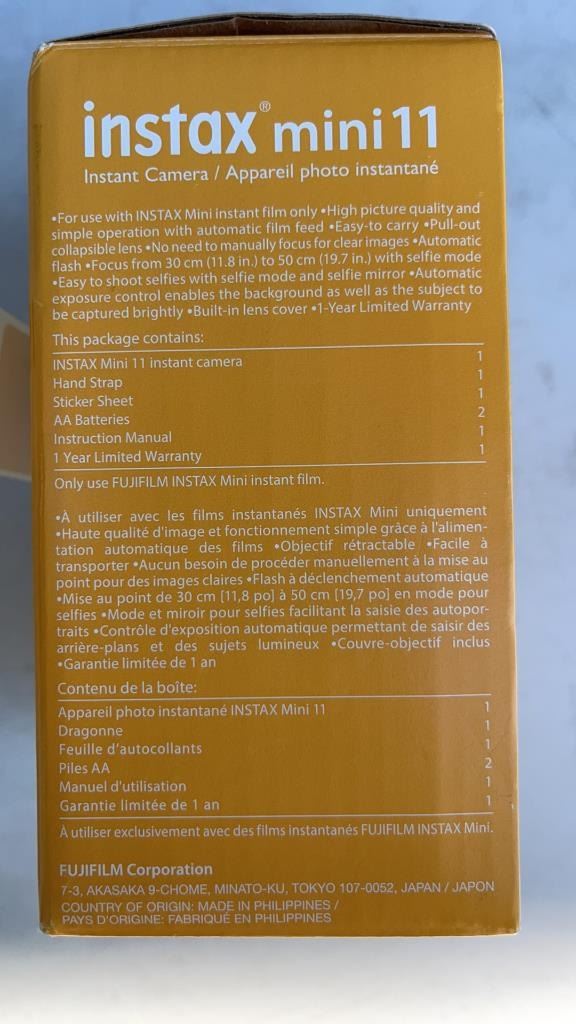 instax® mini 11
Instant Camera / Appareil photo instantané
•For use with INSTAX Mini instant film only •High picture quality and
simple operation with automatic film feed •Easy-to carry •Pull-out
collapsible lens •No need to manually focus for clear images •Automatic
flash •Focus from 30 cm (11.8 in.) to 50 cm (19.7 in.) with selfie mode
•Easy to shoot selfies with selfie mode and selfie mirror •Automatic
exposure control enables the background as well as the subject to
be captured brightly •Built-in lens cover •1-Year Limited Warranty
This package contains:
INSTAX Mini 11 instant camera 1
Hand Strap 1
Sticker Sheet 1
AA Batteries 2
Instruction Manual 1
1 Year Limited Warranty 1
Only use FUJIFILM INSTAX Mini instant film.
•À utiliser avec les films instantanés INSTAX Mini uniquement
•Haute qualité d'image et fonctionnement simple grâce à l'alimen-
tation automatique des films •Objectif rétractable •Facile à
transporter •Aucun besoin de procéder manuellement à la mise au
point pour des images claires •Flash à déclenchement automatique
•Mise au point de 30 cm [11,8 po] à 50 cm [19,7 po] en mode pour
selfies •Mode et miroir pour selfies facilitant la saisie des autopor-
traits •Contrôle d'exposition automatique permettant de saisir des
arrière-plans et des sujets lumineux •Couvre-objectif inclus
•Garantie limitée de 1 an
Contenu de la boîte:
Appareil photo instantané INSTAX Mini 11 1
Dragonne 1
Feuille d'autocollants 1
Piles AA 2
Manuel d'utilisation 1
Garantie limitée de 1 an 1
À utiliser exclusivement avec des films instantanés FUJIFILM INSTAX Mini.
FUJIFILM Corporation
7-3, AKASAKA 9-CHOME, MINATO-KU, TOKYO 107-0052, JAPAN / JAPON
COUNTRY OF ORIGIN: MADE IN PHILIPPINES /
PAYS D'ORIGINE: FABRIQUÉ EN PHILIPPINES